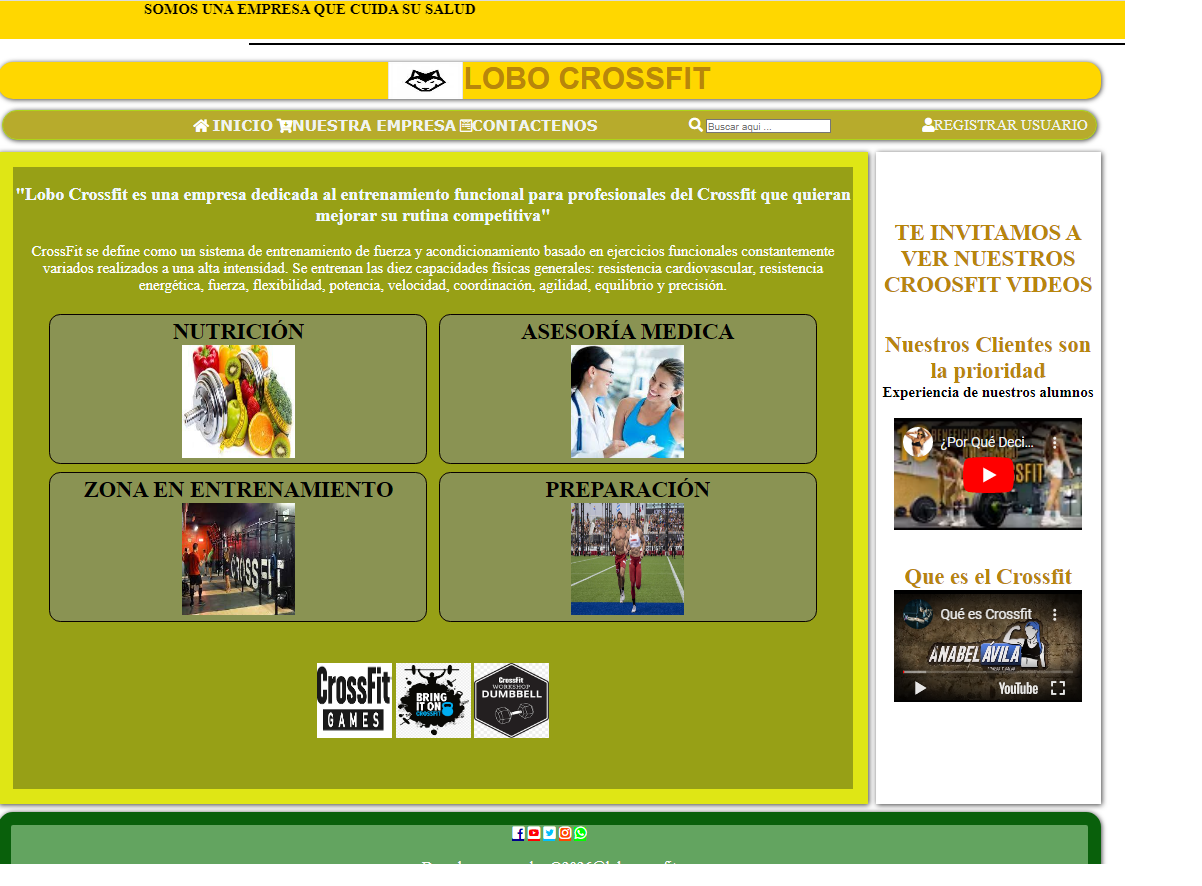 SOMOS UNA EMPRESA QUE CUIDA SU SALUD
LOBO CROSSFIT
INICIO NUESTRA EMPRESA CONTACTENOS
Buscar aqui ...
REGISTRAR USUARIO
"Lobo Crossfit es una empresa dedicada al entrenamiento funcional para profesionales del Crossfit que quieran
mejorar su rutina competitiva"
CrossFit se define como un sistema de entrenamiento de fuerza y acondicionamiento basado en ejercicios funcionales constantemente
variados realizados a una alta intensidad. Se entrenan las diez capacidades físicas generales: resistencia cardiovascular, resistencia
energética, fuerza, flexibilidad, potencia, velocidad, coordinación, agilidad, equilibrio y precisión.
NUTRICIÓN
ASESORÍA MEDICA
ZONA EN ENTRENAMIENTO
CROSSFIT
PREPARACIÓN
CrossFit
GAMES
BRING
IT ON
CROSSFIT
CrossFit
WORKSHOP
DUMBBELL
TE INVITAMOS A
VER NUESTROS
CROOSFIT VIDEOS
Nuestros Clientes son
la prioridad
Experiencia de nuestros alumnos
¿Por Qué Deci...
Que es el Crossfit
Qué es Crossfit
ANABEL ÁVILA
YouTube